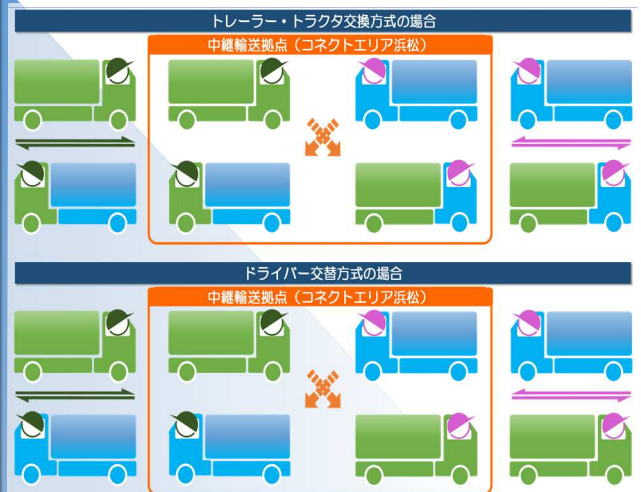 トレーラー・トラクタ交換方式の場合
中継輸送拠点（コネクトエリア浜松）
ドライバー交替方式の場合
中継輸送拠点（コネクトエリア浜松）